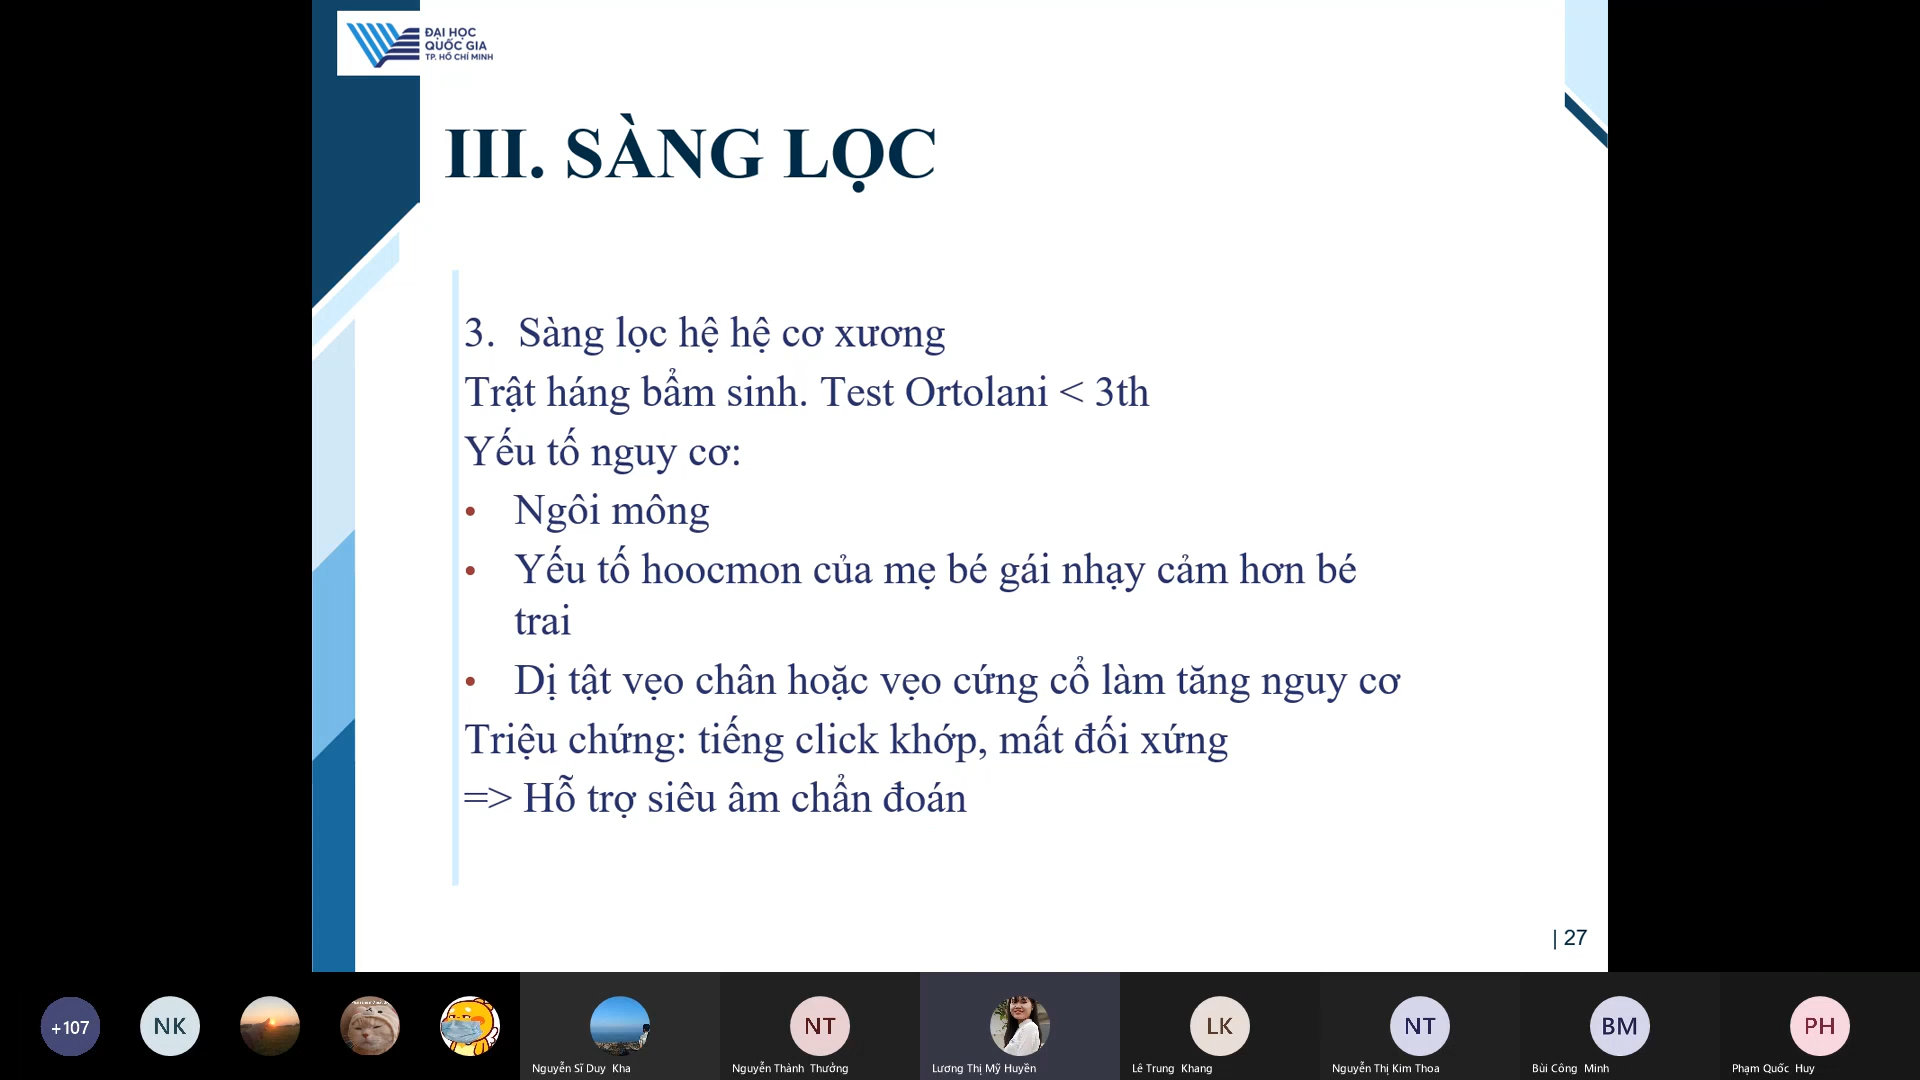 ĐẠI HỌC
QUỐC GIA
TP. HỒ CHÍ MINH
III. SÀNG LỌC
3. Sàng lọc hệ hệ cơ xương
Trật háng bẩm sinh. Test Ortolani < 3th
Yếu tố nguy cơ:
• Ngôi mông
• Yếu tố hoocmon của mẹ bé gái nhạy cảm hơn bé
trai
• Dị tật vẹo chân hoặc vẹo cứng cổ làm tăng nguy cơ
Triệu chứng: tiếng click khớp, mất đối xứng
=> Hỗ trợ siêu âm chẩn đoán
| 27
+107
NK
NT
LK
NT
BM
PH
Nguyễn Sĩ Duy Kha
Nguyễn Thành Thưởng
Lương Thị Mỹ Huyền
Lê Trung Khang
Nguyễn Thị Kim Thoa
Bùi Công Minh
Phạm Quốc Huy